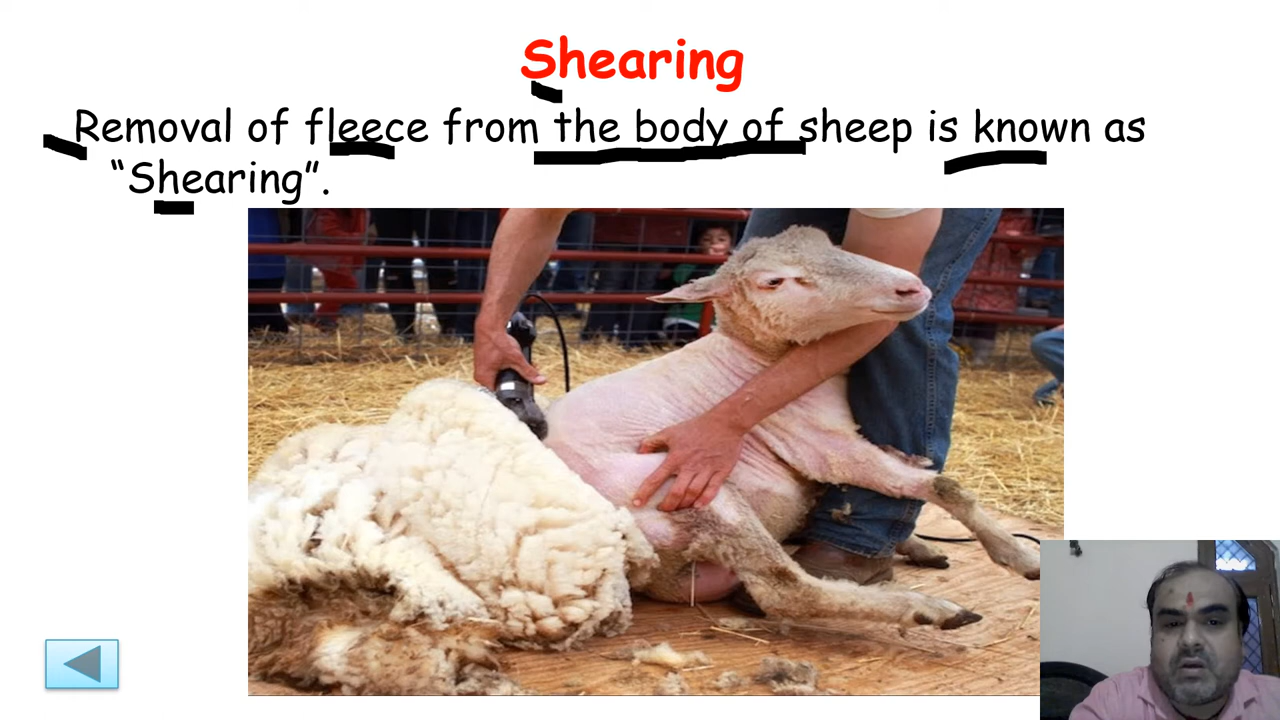 Shearing
Removal of fleece from the body of sheep is known as
“Shearing”.